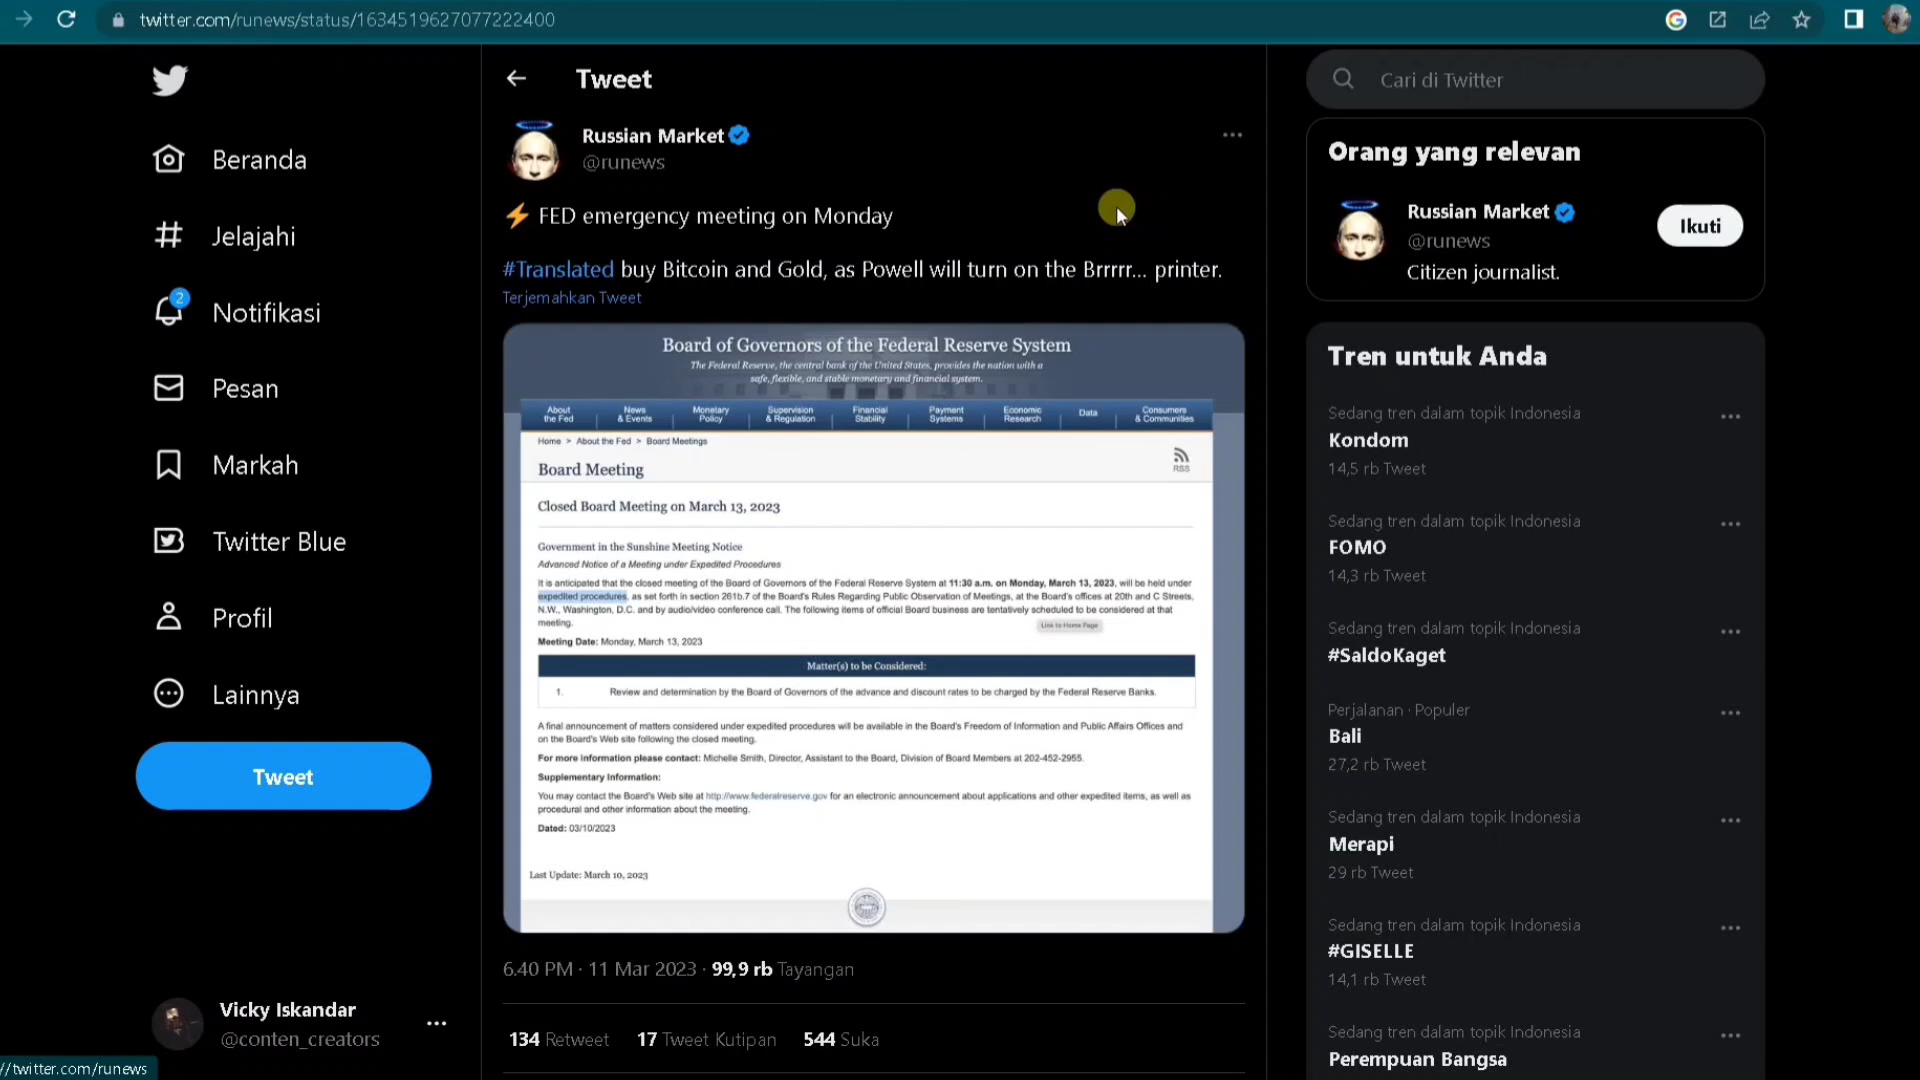 twitter.com/runews/status/1634519627077222400
Tweet
Cari di Twitter
Beranda
Jelajahi
2
Notifikasi
Pesan
Markah
Twitter Blue
Profil
Lainnya
Tweet
Vicky Iskandar
@conten_creators
//twitter.com/runews
Russian Market
@runews
⚡ FED emergency meeting on Monday
#Translated buy Bitcoin and Gold, as Powell will turn on the Brrrrr... printer.
Terjemahkan Tweet
Board of Governors of the Federal Reserve System
The Federal Reserve, the central bank of the United States, provides the nation with a
safe, flexible, and stable monetary and financial system.
About the Fed
News & Events
Monetary Policy
Supervision & Regulation
Financial Stability
Payment Systems
Economic Research
Data
Consumers & Communities
Home > About the Fed > Board Meetings
Board Meeting
RSS
Closed Board Meeting on March 13, 2023
Government in the Sunshine Meeting Notice
Advanced Notice of a Meeting under Expedited Procedures
It is anticipated that the closed meeting of the Board of Governors of the Federal Reserve System at 11:30 a.m. on Monday, March 13, 2023, will be held under
expedited procedures, as set forth in section 261b.7 of the Board's Rules Regarding Public Observation of Meetings, at the Board's offices at 20th and C Streets,
N.W., Washington, D.C. and by audio/video conference call. The following items of official Board business are tentatively scheduled to be considered at that
meeting.
Link to Home Page
Meeting Date: Monday, March 13, 2023
Matter(s) to be Considered:
1. Review and determination by the Board of Governors of the advance and discount rates to be charged by the Federal Reserve Banks.
A final announcement of matters considered under expedited procedures will be available in the Board's Freedom of Information and Public Affairs Offices and
on the Board's Web site following the closed meeting.
For more information please contact: Michelle Smith, Director, Assistant to the Board, Division of Board Members at 202-452-2955.
Supplementary Information:
You may contact the Board's Web site at http://www.federalreserve.gov for an electronic announcement about applications and other expedited items, as well as
procedural and other information about the meeting.
Dated: 03/10/2023
Last Update: March 10, 2023
6.40 PM · 11 Mar 2023 · 99,9 rb Tayangan
134 Retweet 17 Tweet Kutipan 544 Suka
Orang yang relevan
Russian Market
@runews
Ikuti
Citizen journalist.
Tren untuk Anda
Sedang tren dalam topik Indonesia
Kondom
14,5 rb Tweet
Sedang tren dalam topik Indonesia
FOMO
14,3 rb Tweet
Sedang tren dalam topik Indonesia
#SaldoKaget
Perjalanan · Populer
Bali
27,2 rb Tweet
Sedang tren dalam topik Indonesia
Merapi
29 rb Tweet
Sedang tren dalam topik Indonesia
#GISELLE
14,1 rb Tweet
Sedang tren dalam topik Indonesia
Perempuan Bangsa